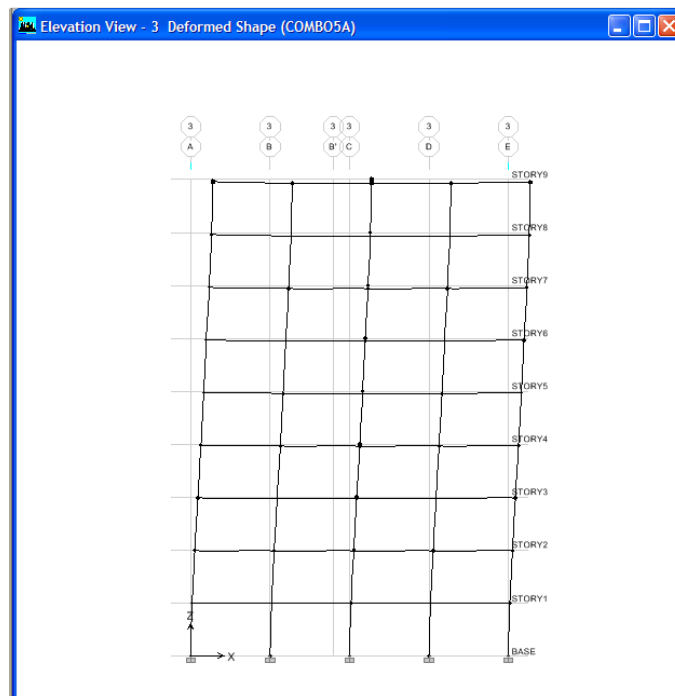 Elevation View - 3 Deformed Shape (COMBO5A)
3 3 3 3 3 3
A B B' C D E
STORY9
STORY8
STORY7
STORY6
STORY5
STORY4
STORY3
STORY2
STORY1
Z
X
BASE